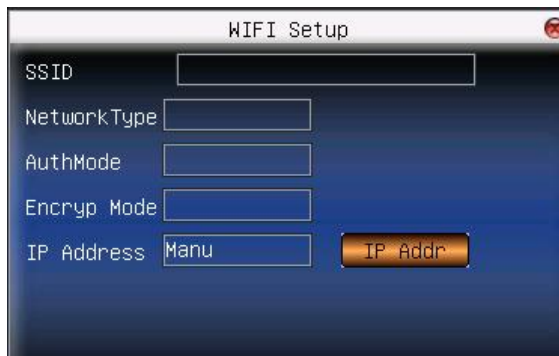 WIFI Setup
SSID
NetworkType
AuthMode
Encryp Mode
IP Address Manu IP Addr